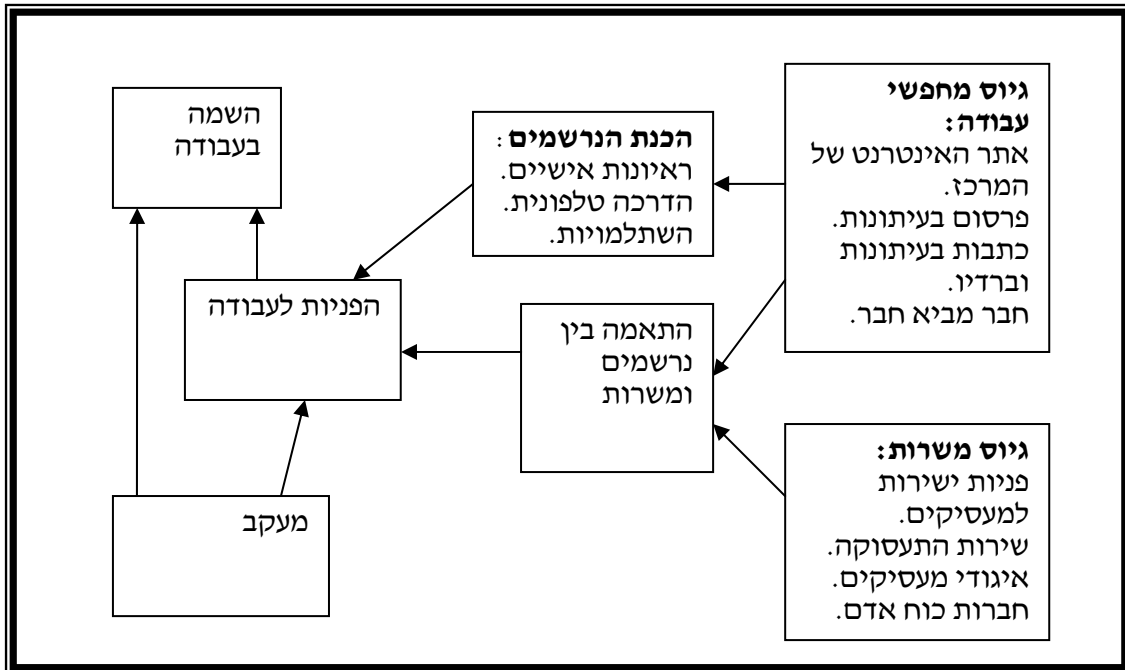 גיוס מחפשי
עבודה:
אתר האינטרנט של
המרכז.
פרסום בעיתונות.
כתבות בעיתונות
וברדיו.
חבר מביא חבר.
גיוס משרות:
פניות ישירות
למעסיקים.
שירות התעסוקה.
איגודי מעסיקים.
חברות כוח אדם.
הכנת הנרשמים:
ראיונות אישיים.
הדרכה טלפונית.
השתלמויות.
התאמה בין
נרשמים
ומשרות
הפניות לעבודה
השמה
בעבודה
מעקב